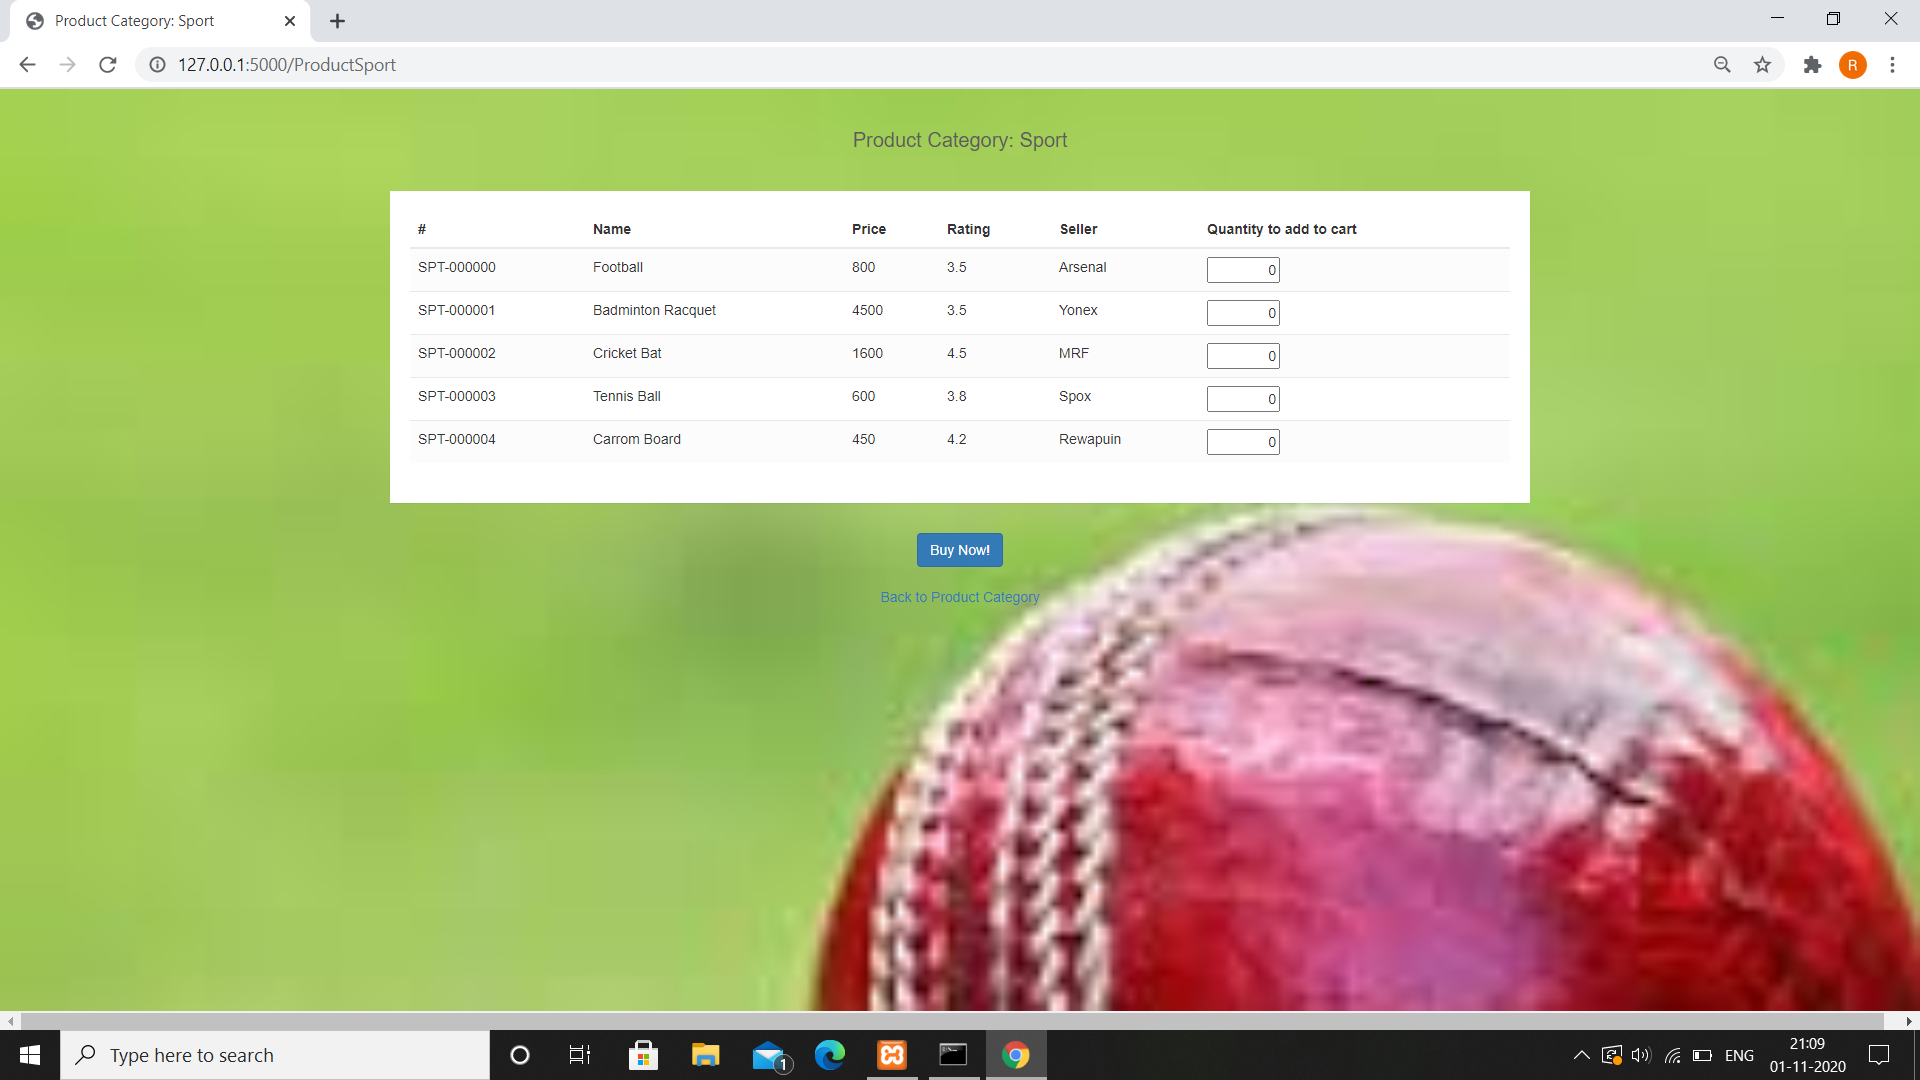 Product Category: Sport
127.0.0.1:5000/ProductSport
R
Product Category: Sport
# Name Price Rating Seller Quantity to add to cart
SPT-000000 Football 800 3.5 Arsenal 0
SPT-000001 Badminton Racquet 4500 3.5 Yonex 0
SPT-000002 Cricket Bat 1600 4.5 MRF 0
SPT-000003 Tennis Ball 600 3.8 Spox 0
SPT-000004 Carrom Board 450 4.2 Rewapuin 0
Buy Now!
Back to Product Category
Type here to search
1
ENG
21:09
01-11-2020